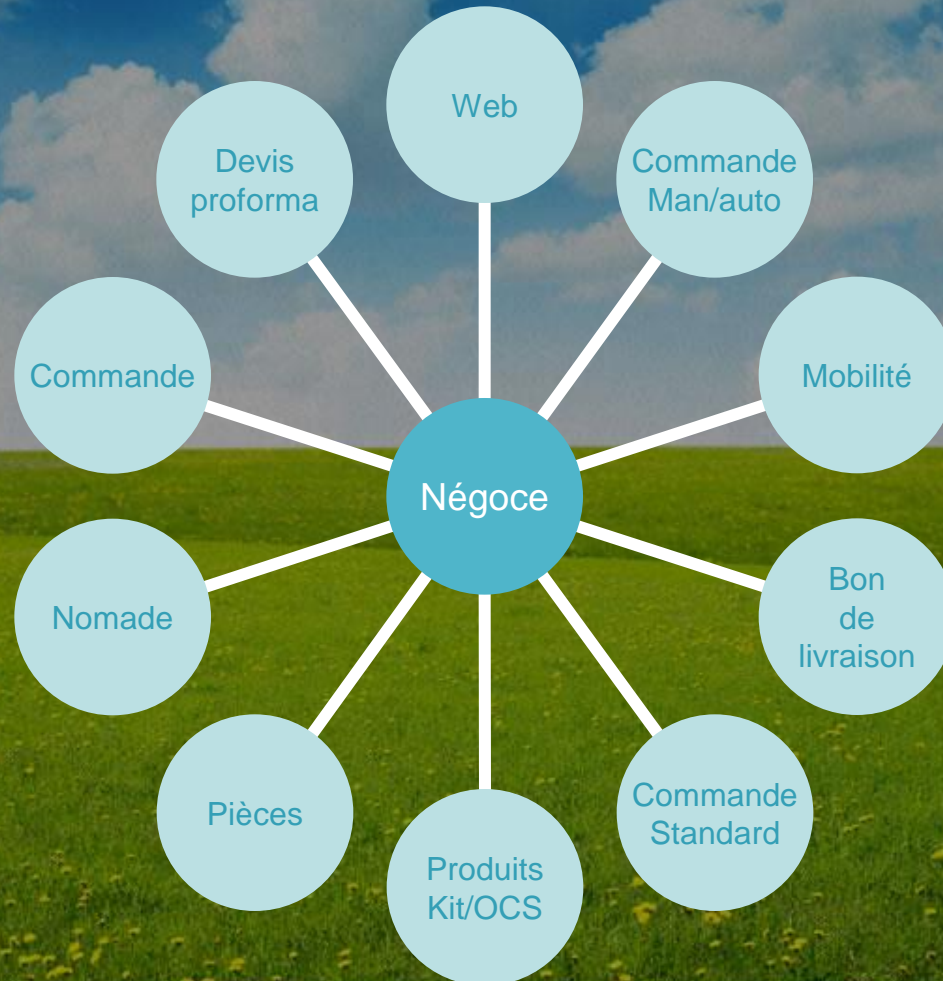 Web
Devis
proforma
Commande
Man/auto
Commande
Mobilité
Négoce
Nomade
Bon
de
livraison
Pièces
Commande
Standard
Produits
Kit/OCS